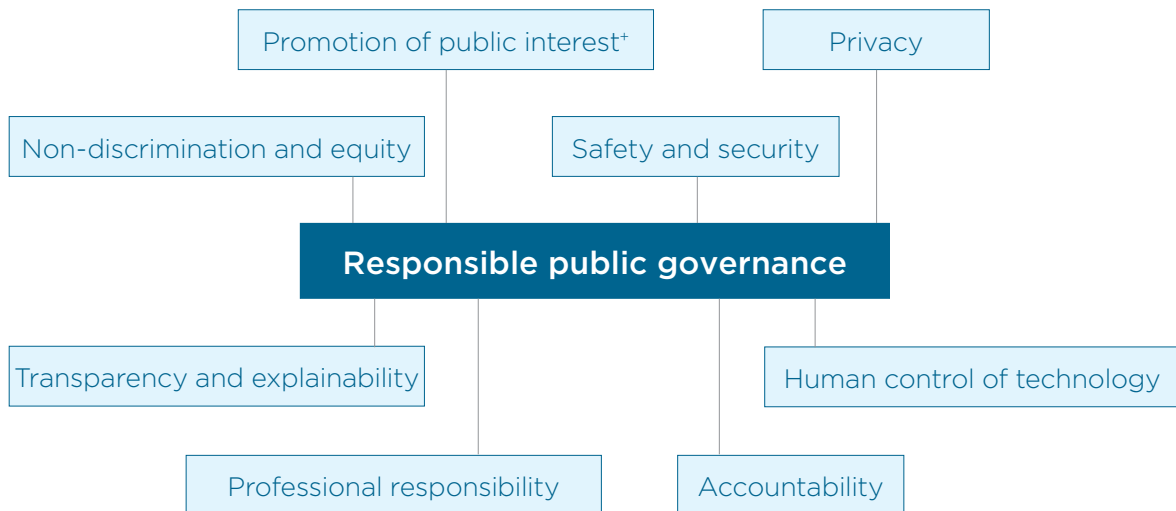 Promotion of public interest⁺
Privacy
Non-discrimination and equity
Safety and security
Responsible public governance
Transparency and explainability
Human control of technology
Professional responsibility
Accountability